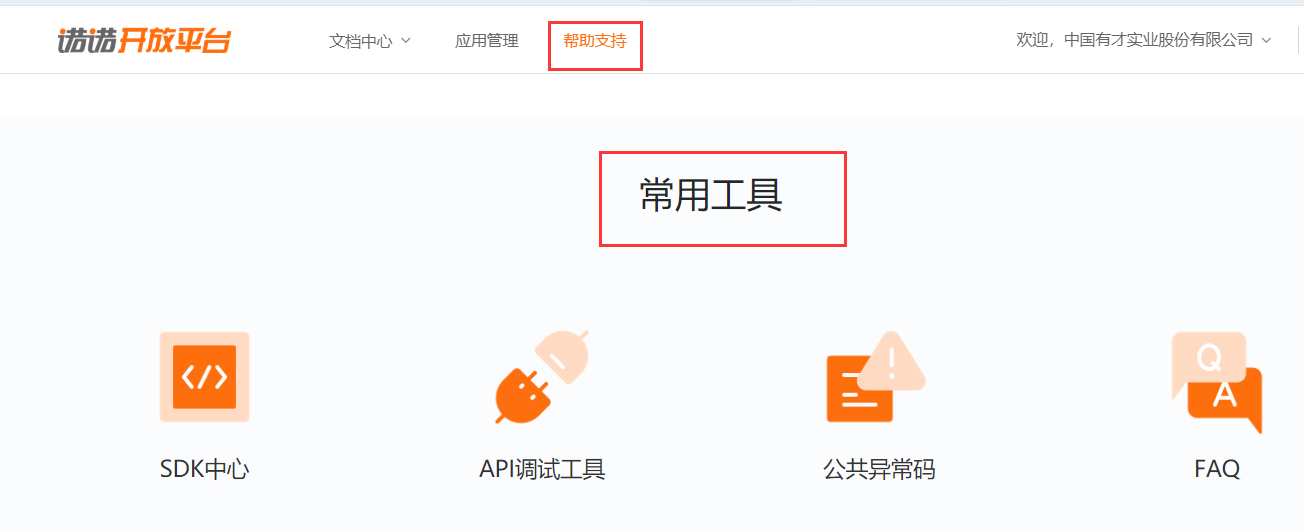 诺诺开放平台 文档中心 应用管理 帮助支持 欢迎，中国有才实业股份有限公司
常用工具
</>
Q
A
SDK中心 API调试工具 公共异常码 FAQ